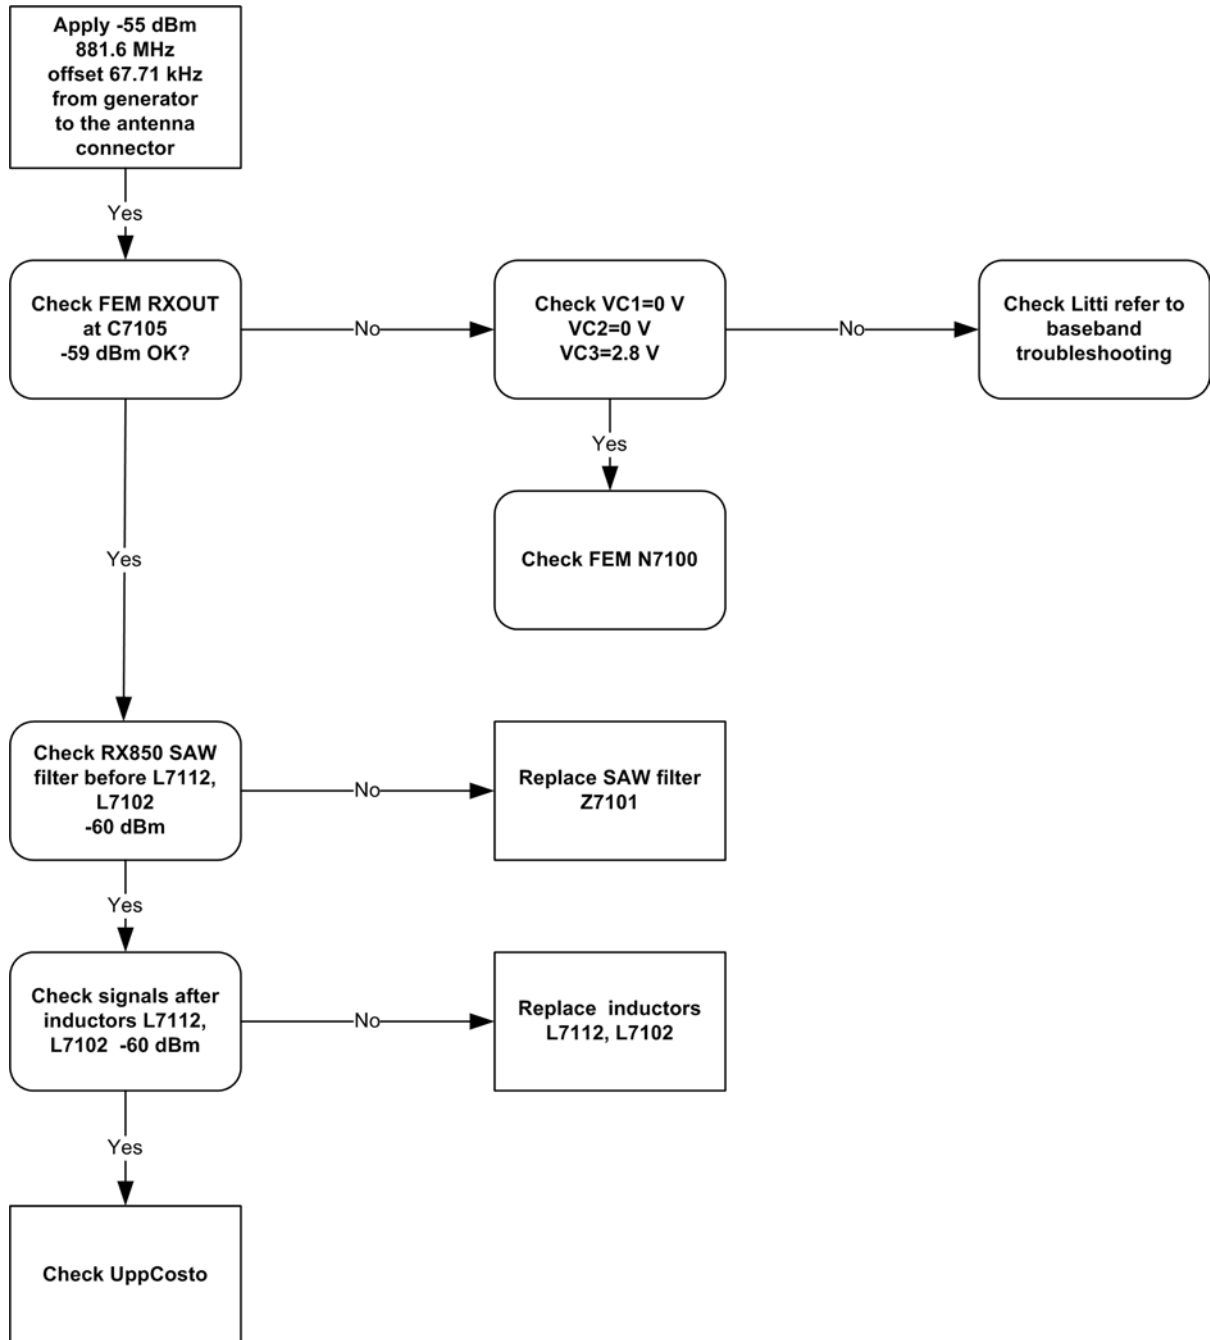 Apply -55 dBm
881.6 MHz
offset 67.71 kHz
from generator
to the antenna
connector
Yes
Check FEM RXOUT
at C7105
-59 dBm OK?
No
Check VC1=0 V
VC2=0 V
VC3=2.8 V
No
Check Litti refer to
baseband
troubleshooting
Yes
Check FEM N7100
Yes
Check RX850 SAW
filter before L7112,
L7102
-60 dBm
No
Replace SAW filter
Z7101
Yes
Check signals after
inductors L7112,
L7102 -60 dBm
No
Replace inductors
L7112, L7102
Yes
Check UppCosto